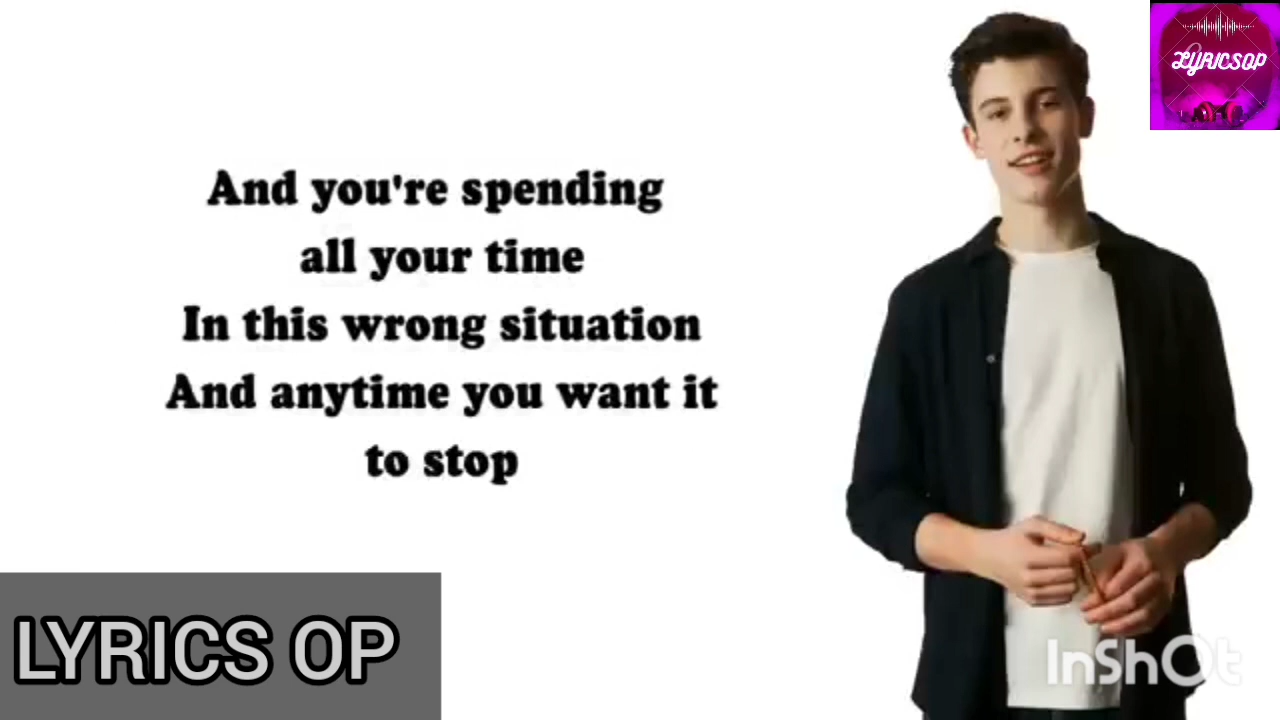 LYRICSOP
And you're spending
all your time
In this wrong situation
And anytime you want it
to stop
LYRICS OP
InShOt